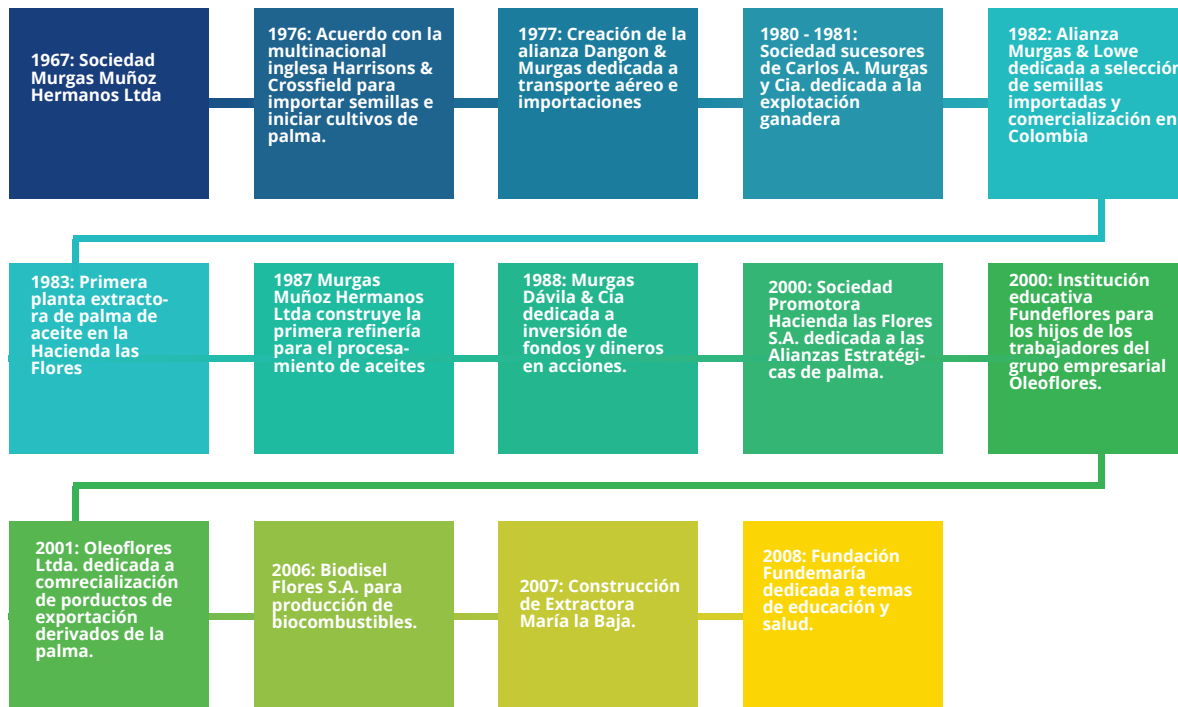 1967: Sociedad
Murgas Muñoz
Hermanos Ltda
1976: Acuerdo con la
multinacional
inglesa Harrisons &
Crossfield para
importar semillas e
iniciar cultivos de
palma.
1977: Creación de la
alianza Dangon &
Murgas dedicada a
transporte aéreo e
importaciones
1980 - 1981:
Sociedad sucesores
de Carlos A. Murgas
y Cia. dedicada a la
explotación
ganadera
1982: Alianza
Murgas & Lowe
dedicada a selección
de semillas
importadas y
comercialización en
Colombia
1983: Primera
planta extracto-
ra de palma de
aceite en la
Hacienda las
Flores
1987 Murgas
Muñoz Hermanos
Ltda construye la
primera refinería
para el procesa-
miento de aceites
1988: Murgas
Dávila & Cia
dedicada a
inversión de
fondos y dineros
en acciones.
2000: Sociedad
Promotora
Hacienda las Flores
S.A. dedicada a las
Alianzas Estratégi-
cas de palma.
2000: Institución
educativa
Fundeflores para
los hijos de los
trabajadores del
grupo empresarial
Oleoflores.
2001: Oleoflores
Ltda. dedicada a
comrecialización
de porductos de
exportación
derivados de la
palma.
2006: Biodisel
Flores S.A. para
producción de
biocombustibles.
2007: Construcción
de Extractora
María la Baja.
2008: Fundación
Fundemaría
dedicada a temas
de educación y
salud.